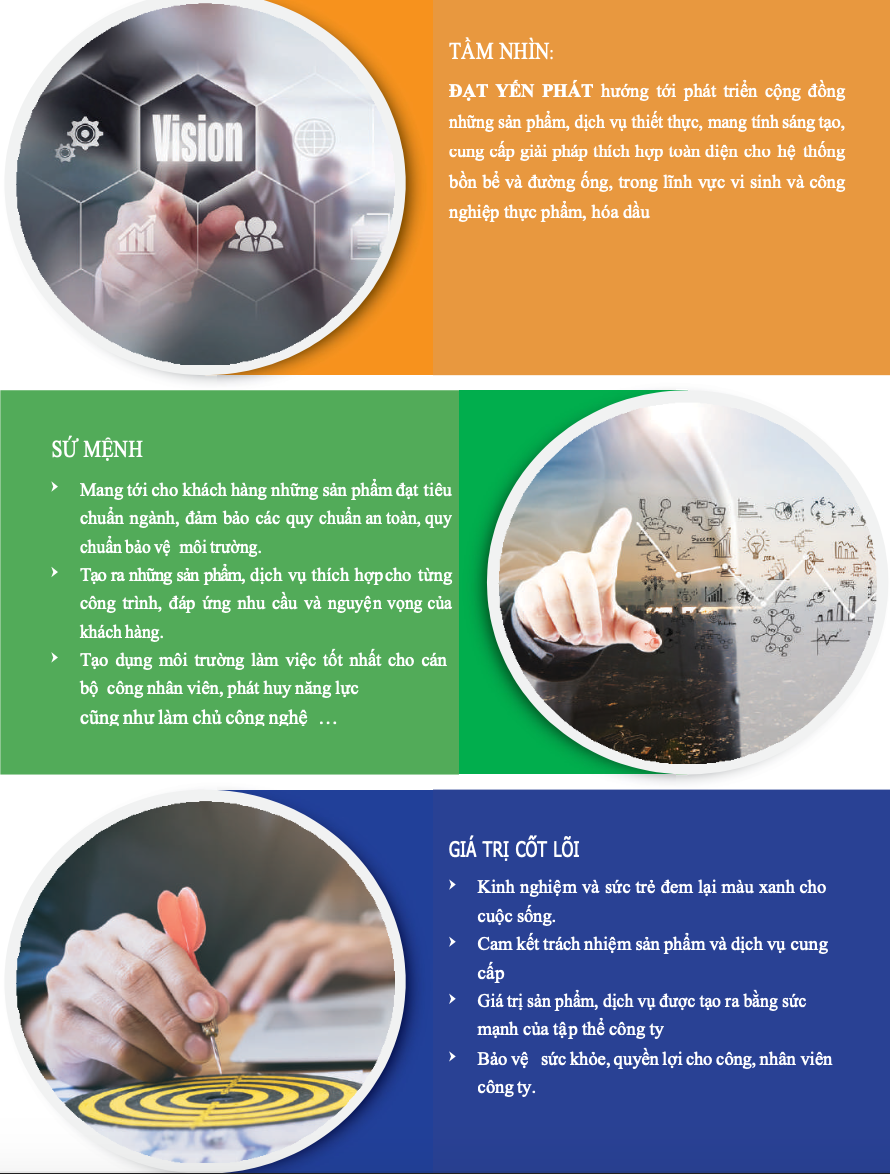 Vision
TẦM NHÌN:
ĐẠT YẾN PHÁT hướng tới phát triển cộng đồng
những sản phẩm, dịch vụ thiết thực, mang tính sáng tạo,
cung cấp giải pháp thích hợp toàn diện cho hệ thống
bồn bể và đường ống, trong lĩnh vực vi sinh và công
nghiệp thực phẩm, hóa dầu
SỨ MỆNH
Mang tới cho khách hàng những sản phẩm đạt tiêu
chuẩn ngành, đảm bảo các quy chuẩn an toàn, quy
chuẩn bảo vệ môi trường.
Tạo ra những sản phẩm, dịch vụ thích hợp cho từng
công trình, đáp ứng nhu cầu và nguyện vọng của
khách hàng.
Tạo dụng môi trường làm việc tốt nhất cho cán
bộ công nhân viên, phát huy năng lực
cũng như làm chủ công nghệ ...
Success
IDEA
GIÁ TRỊ CỐT LÕI
Kinh nghiệm và sức trẻ đem lại màu xanh cho
cuộc sống.
Cam kết trách nhiệm sản phẩm và dịch vụ cung
cấp
Giá trị sản phẩm, dịch vụ được tạo ra bằng sức
mạnh của tập thể công ty
Bảo vệ sức khỏe, quyền lợi cho công, nhân viên
công ty.